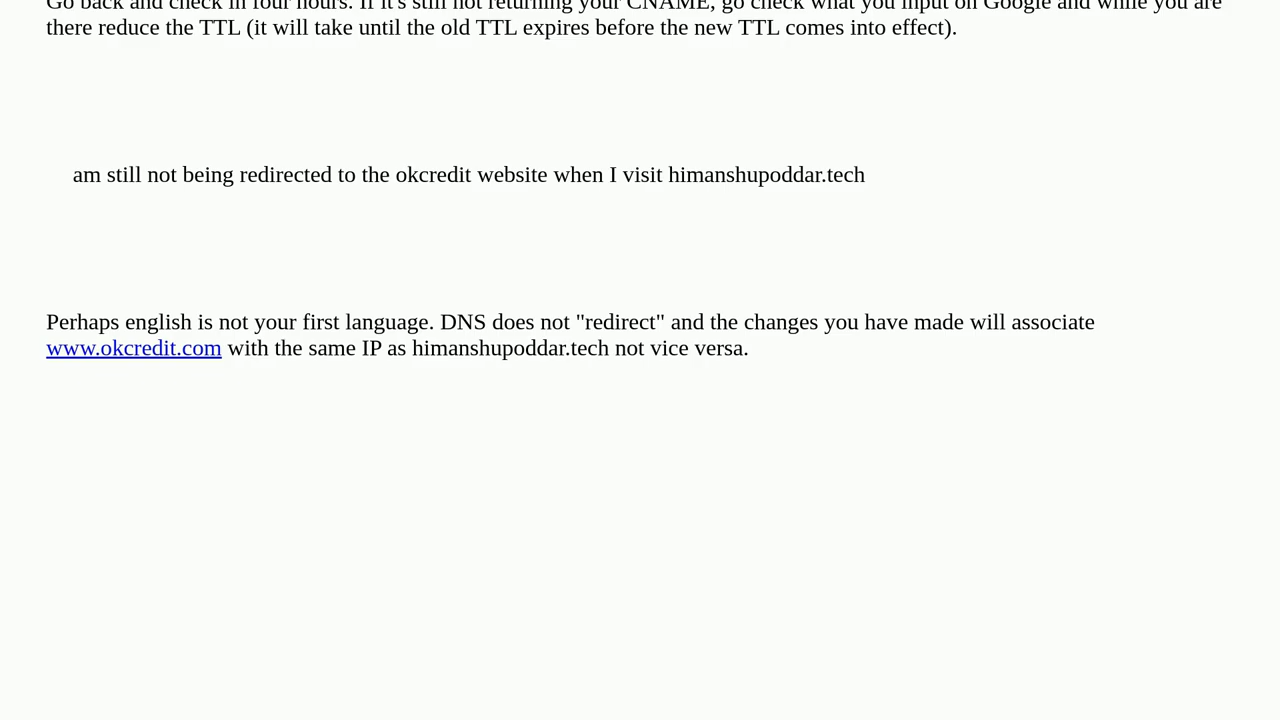 Go back and check in four hours. If it's still not returning your CNAME, go check what you input on Google and while you are
there reduce the TTL (it will take until the old TTL expires before the new TTL comes into effect).
am still not being redirected to the okcredit website when I visit himanshupoddar.tech
Perhaps english is not your first language. DNS does not "redirect" and the changes you have made will associate
www.okcredit.com with the same IP as himanshupoddar.tech not vice versa.